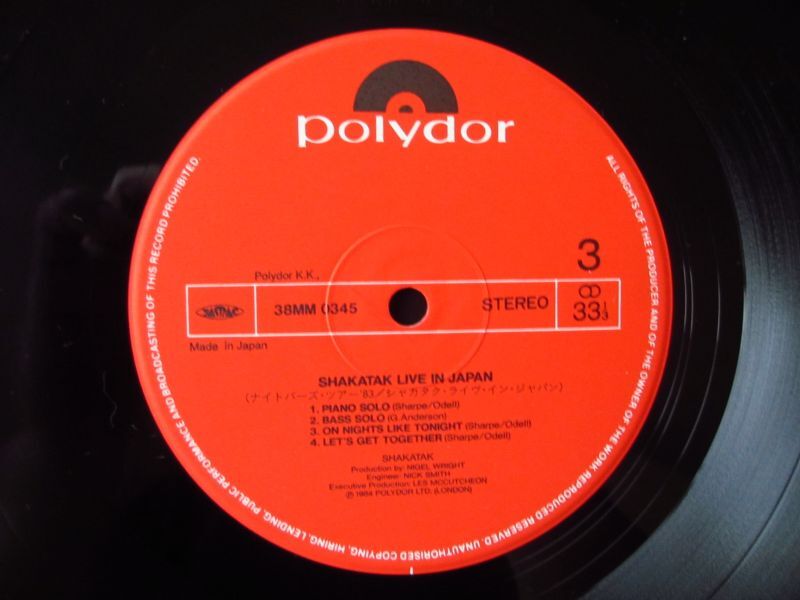 polydor
3
Polydor K.K.,
38MM 0345
STEREO
33 1/3
Made in Japan
SHAKATAK LIVE IN JAPAN
(ナイトバーズ・ツアー'83/シャカタク・ライヴ・イン・ジャパン)
1. PIANO SOLO (Sharpe/Odell)
2. BASS SOLO (G.Anderson)
3. ON NIGHTS LIKE TONIGHT (Sharpe/Odell)
4. LET'S GET TOGETHER (Sharpe/Odell)
SHAKATAK
Production by: NIGEL WRIGHT
Engineer: NICK SMITH
Executive Production: LES MCCUTCHEON
Ⓟ 1984 POLYDOR LTD. (LONDON)
ALL RIGHTS OF THE PRODUCER AND OF THE OWNER OF THE WORK REPRODUCED RESERVED. UNAUTHORISED COPYING, HIRING, LENDING, PUBLIC PERFORMANCE AND BROADCASTING OF THIS RECORD PROHIBITED.